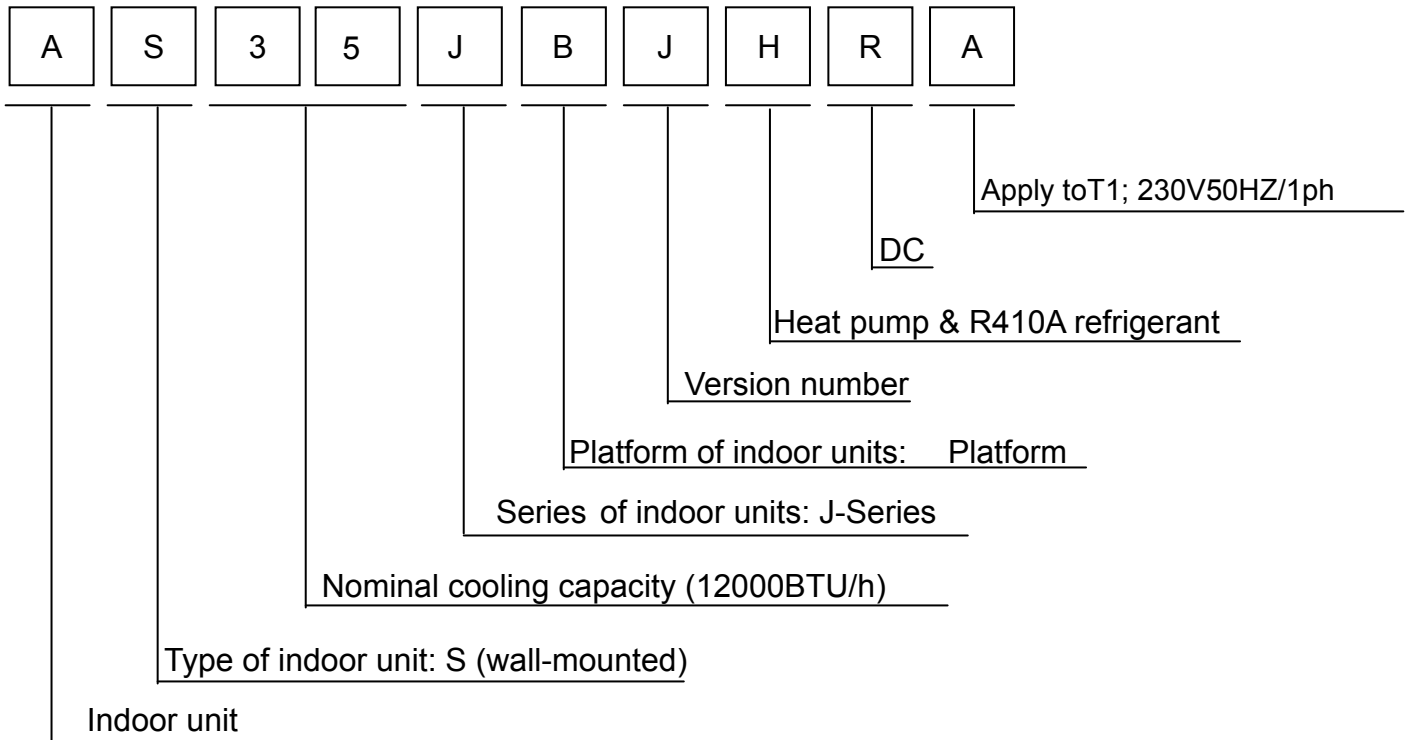 A S 3 5 J B J H R A
Apply toT1; 230V50HZ/1ph
DC
Heat pump & R410A refrigerant
Version number
Platform of indoor units: Platform
Series of indoor units: J-Series
Nominal cooling capacity (12000BTU/h)
Type of indoor unit: S (wall-mounted)
Indoor unit